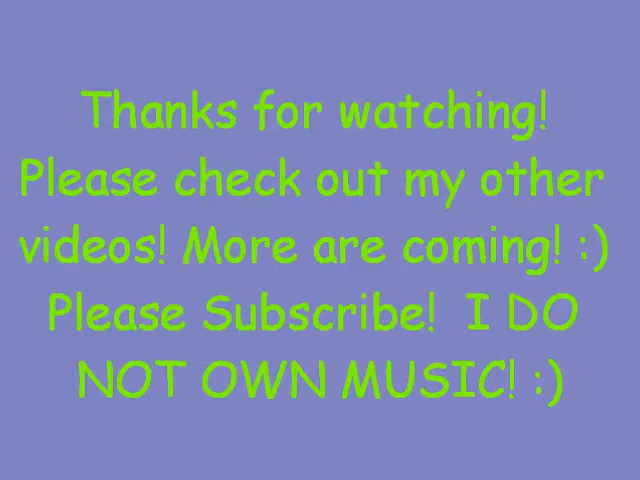 Thanks for watching!
Please check out my other
videos! More are coming! :)
Please Subscribe!  I DO
NOT OWN MUSIC! :)